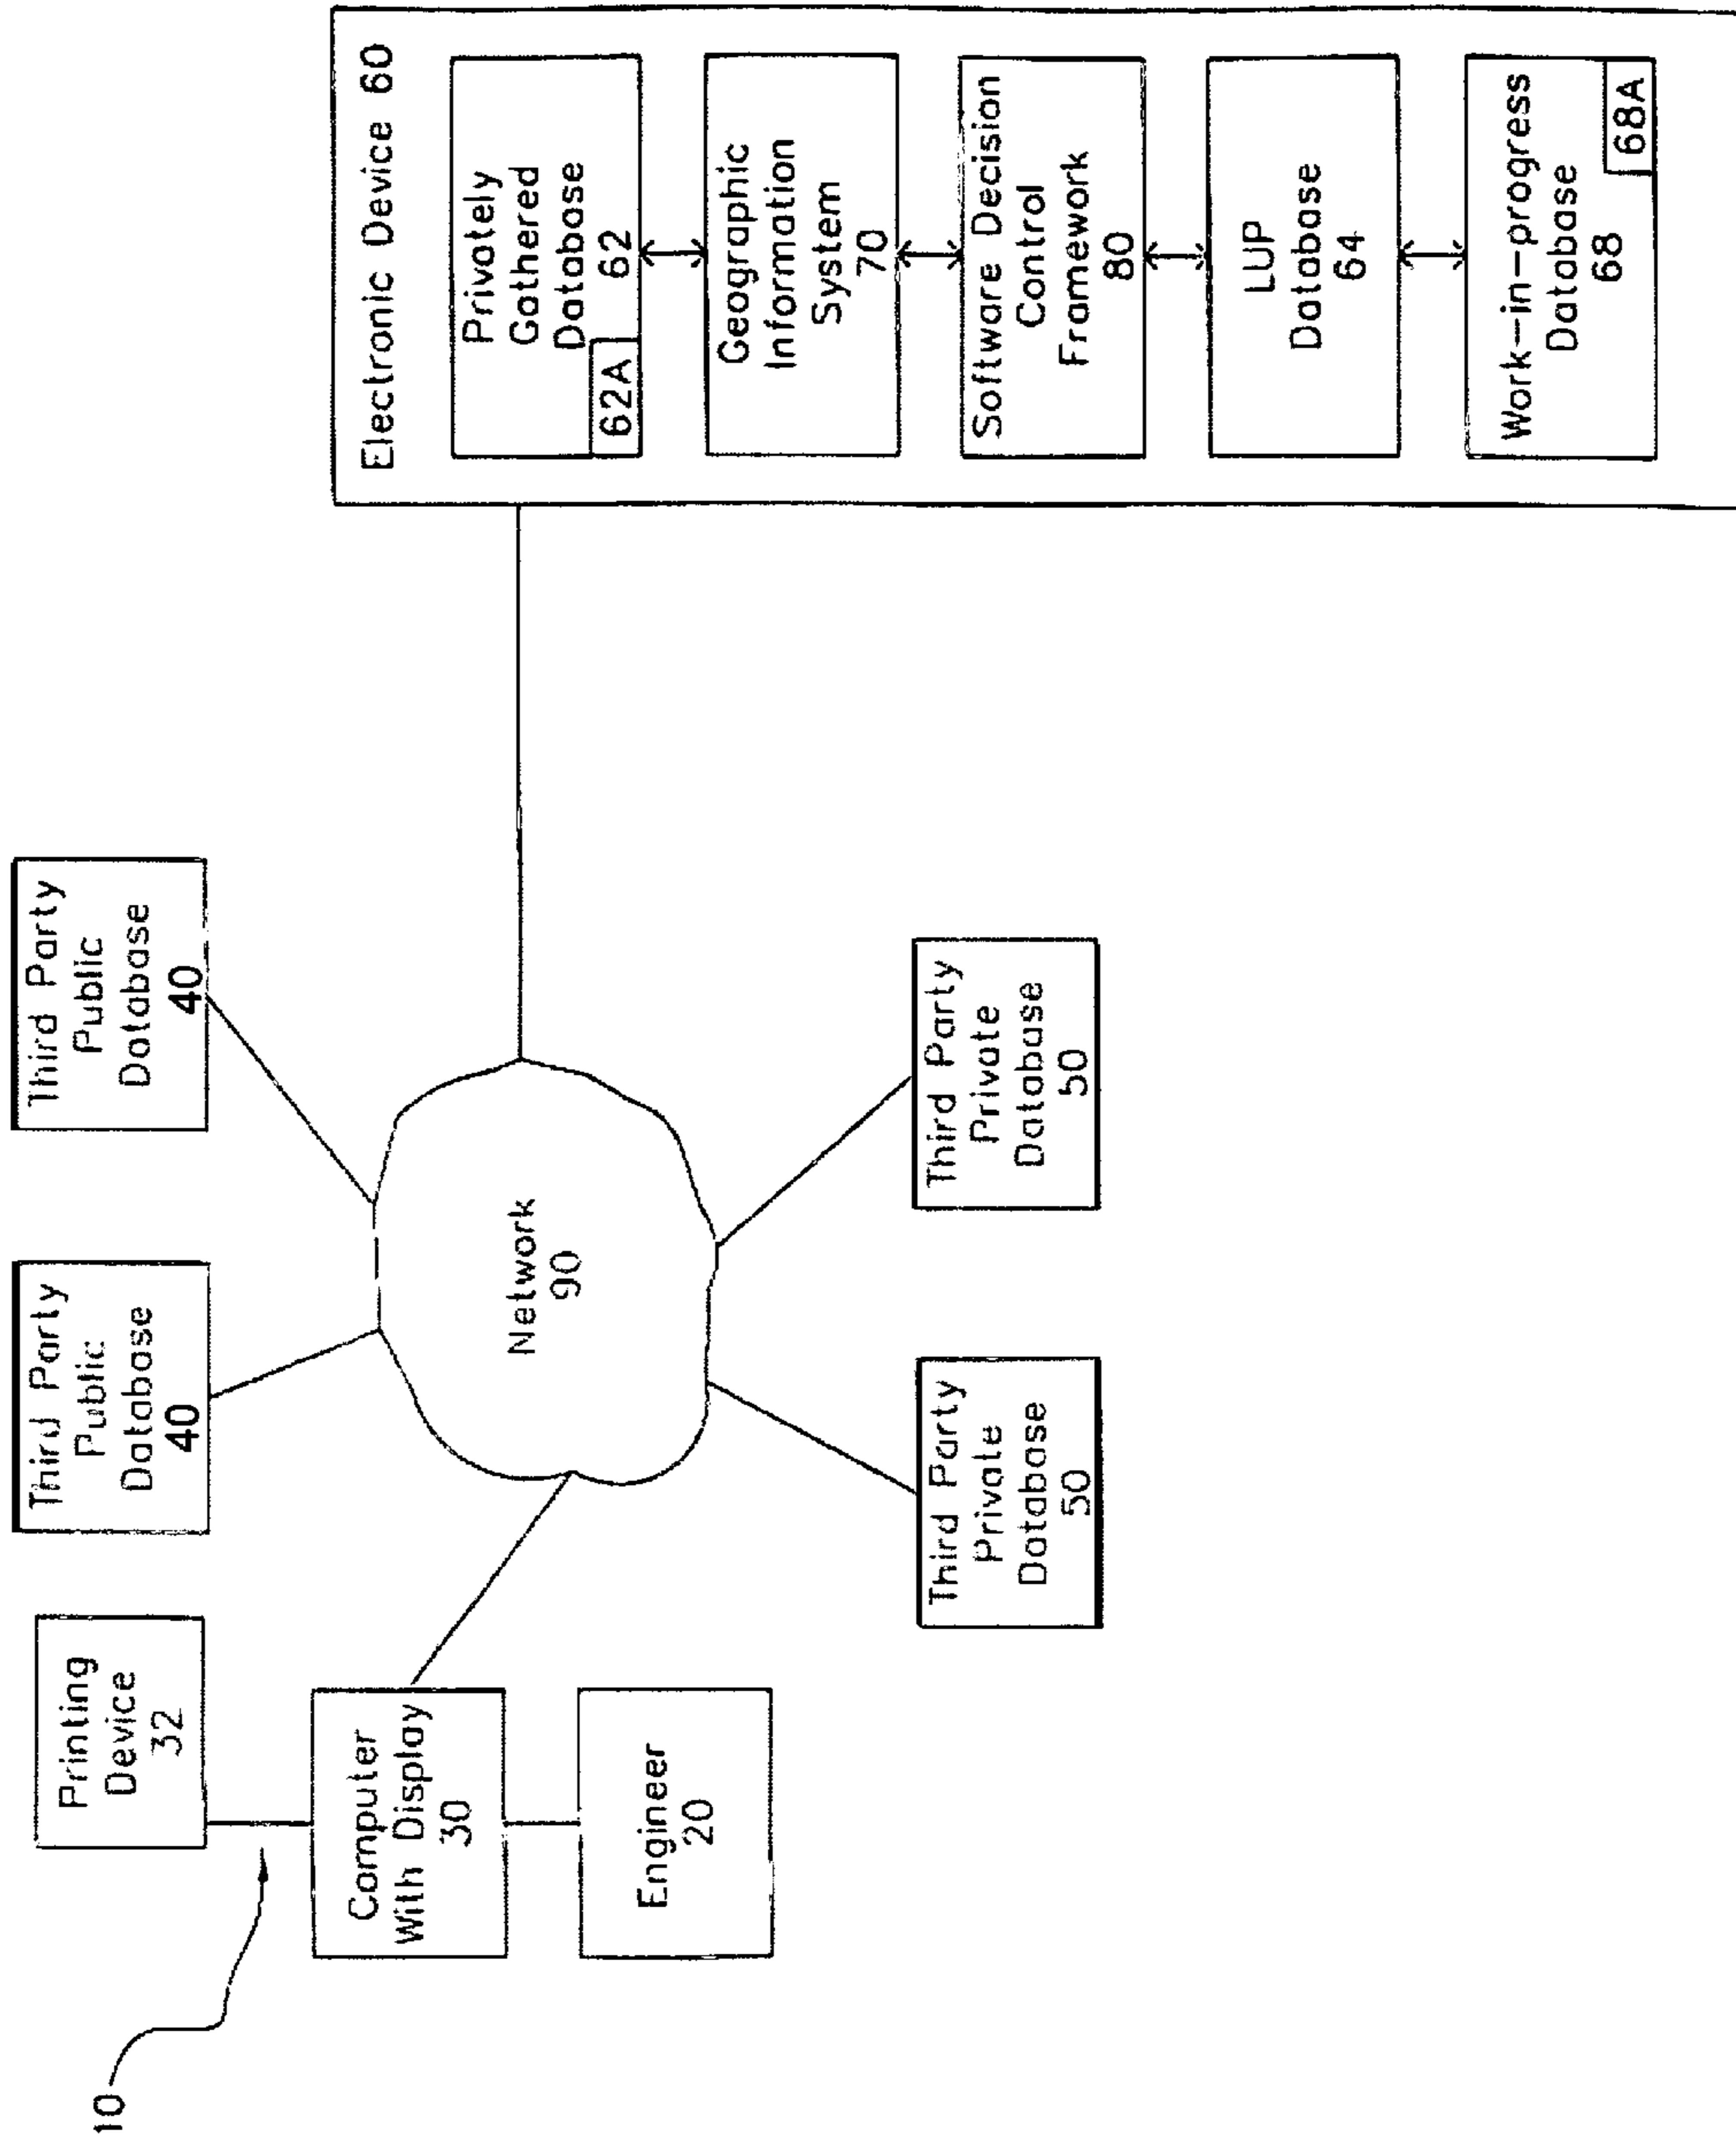 10
Printing
Device
32
Computer
With Display
30
Engineer
20
Third Party
Public
Database
40
Third Party
Public
Database
40
Network
90
Third Party
Private
Database
50
Third Party
Private
Database
50
Electronic Device 60
Privately
Gathered
Database
62
62A
Geographic
Information
System
70
Software Decision
Control
Framework
80
LUP
Database
64
Work-in-progress
Database
68
68A